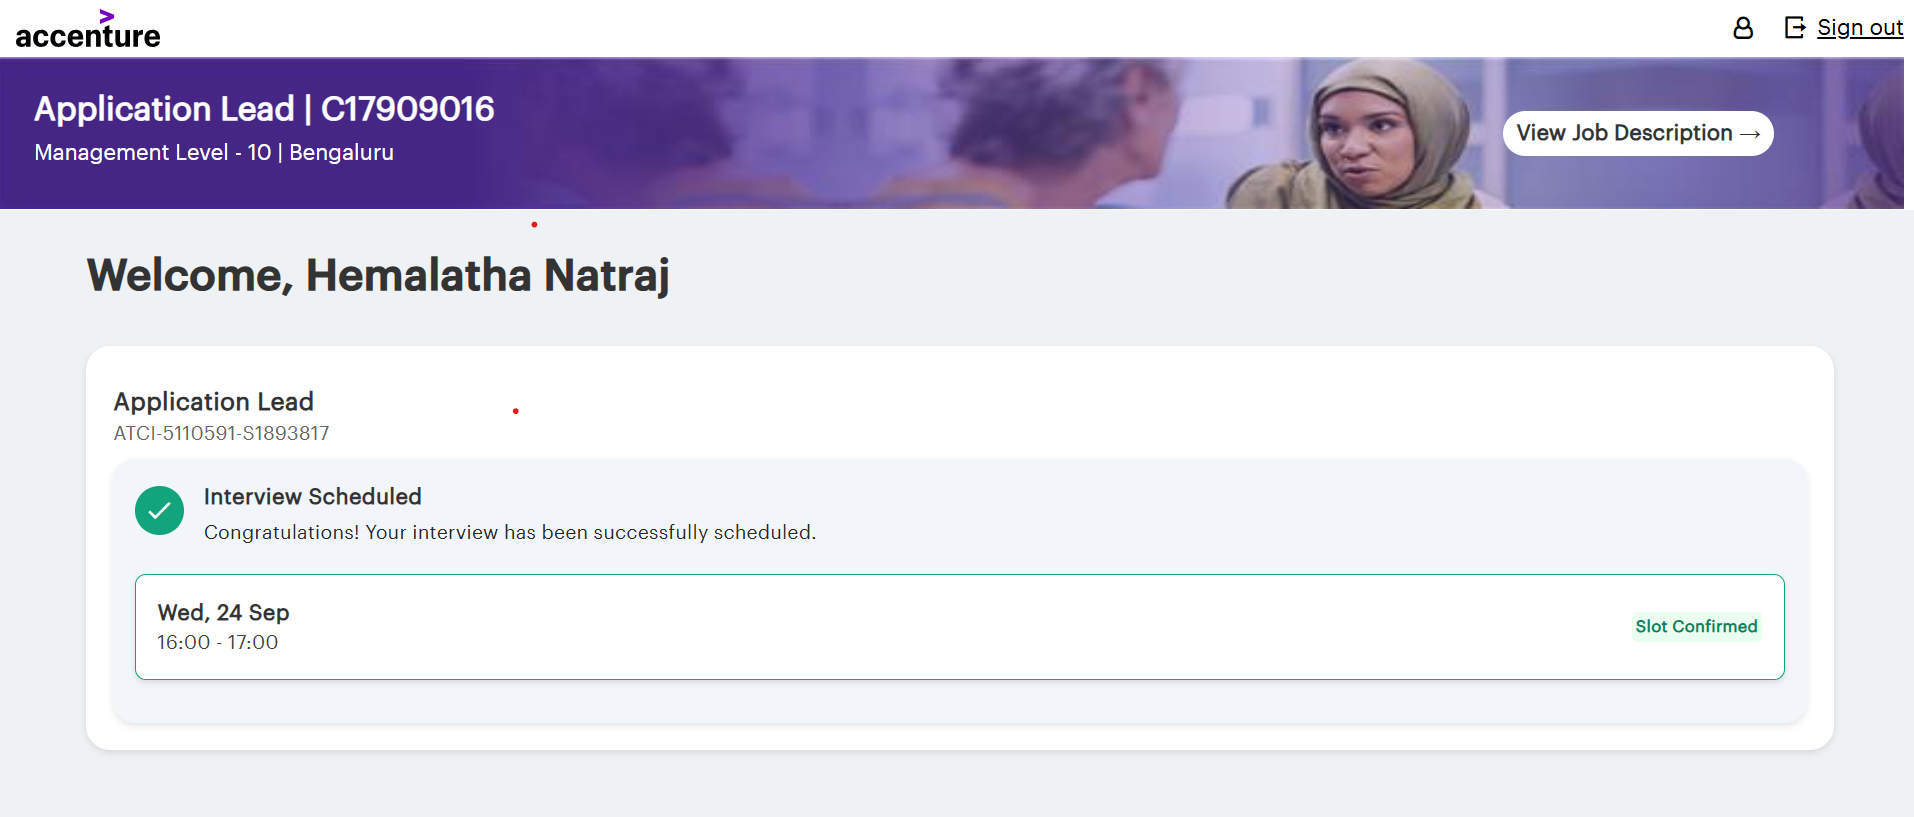 accenture
Sign out
Application Lead | C17909016
Management Level - 10 | Bengaluru
View Job Description →
Welcome, Hemalatha Natraj
Application Lead
ATCI-5110591-S1893817
Interview Scheduled
Congratulations! Your interview has been successfully scheduled.
Wed, 24 Sep
16:00 - 17:00
Slot Confirmed